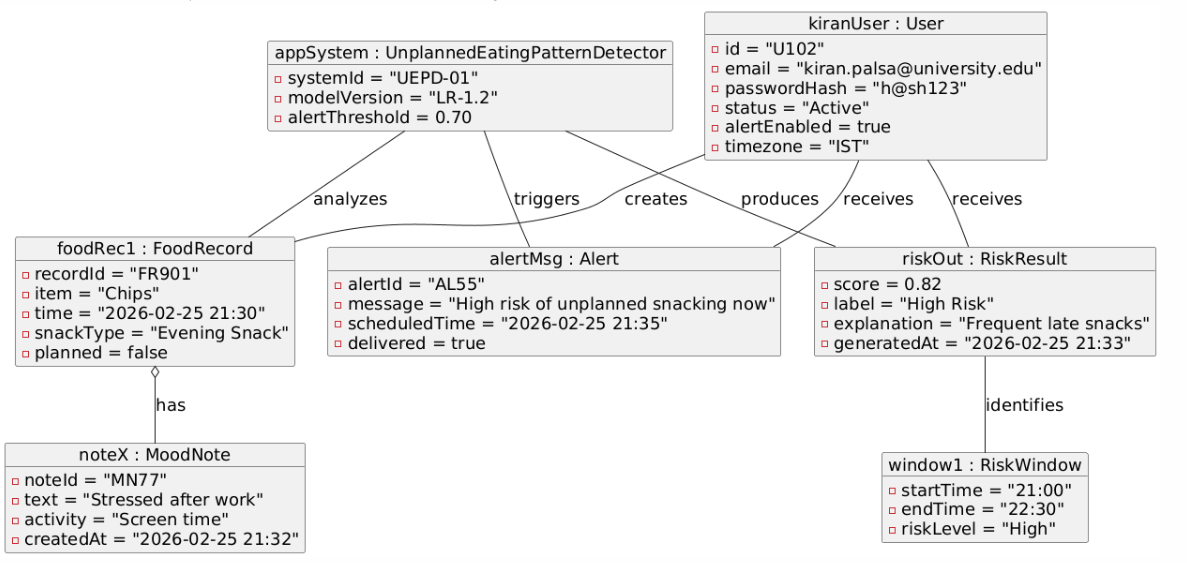 kiranUser : User
id = "U102"
email = "kiran.palsa@university.edu"
passwordHash = "h@sh123"
status = "Active"
alertEnabled = true
timezone = "IST"
appSystem : UnplannedEatingPatternDetector
systemId = "UEPD-01"
modelVersion = "LR-1.2"
alertThreshold = 0.70
analyzes
triggers
creates
produces
receives
receives
foodRec1 : FoodRecord
recordId = "FR901"
item = "Chips"
time = "2026-02-25 21:30"
snackType = "Evening Snack"
planned = false
alertMsg : Alert
alertId = "AL55"
message = "High risk of unplanned snacking now"
scheduledTime = "2026-02-25 21:35"
delivered = true
riskOut : RiskResult
score = 0.82
label = "High Risk"
explanation = "Frequent late snacks"
generatedAt = "2026-02-25 21:33"
has
identifies
noteX : MoodNote
noteId = "MN77"
text = "Stressed after work"
activity = "Screen time"
createdAt = "2026-02-25 21:32"
window1 : RiskWindow
startTime = "21:00"
endTime = "22:30"
riskLevel = "High"